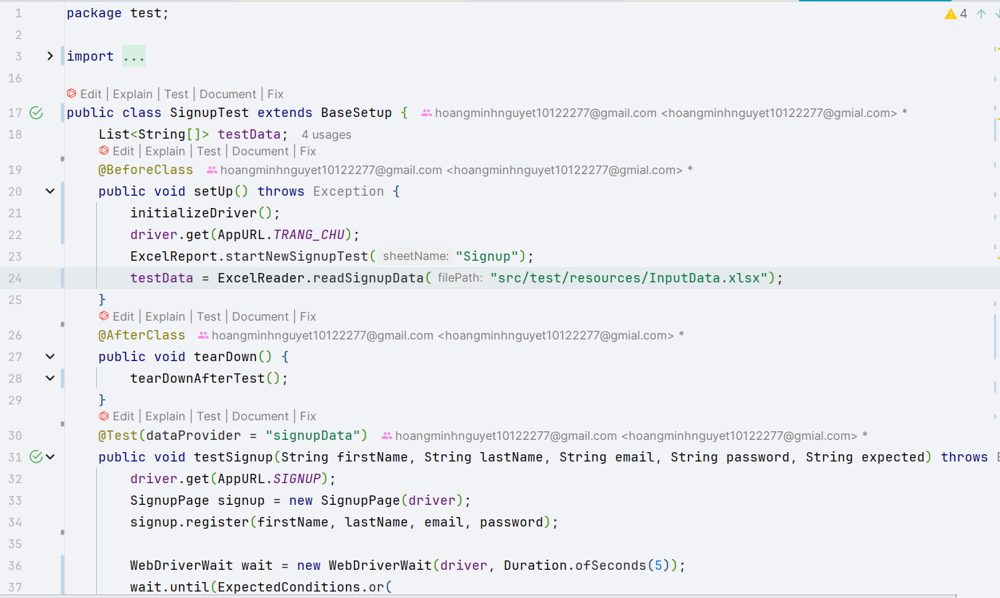 4
1 package test;
2
3 import ...
16
Edit | Explain | Test | Document | Fix
17 public class SignupTest extends BaseSetup { hoangminhnguyet10122277@gmail.com <hoangminhnguyet10122277@gmial.com> *
18 List<String[]> testData; 4 usages
Edit | Explain | Test | Document | Fix
19 @BeforeClass hoangminhnguyet10122277@gmail.com <hoangminhnguyet10122277@gmial.com> *
20 public void setUp() throws Exception {
21 initializeDriver();
22 driver.get(AppURL.TRANG_CHU);
23 ExcelReport.startNewSignupTest( sheetName: "Signup");
24 testData = ExcelReader.readSignupData( filePath: "src/test/resources/InputData.xlsx");
25 }
Edit | Explain | Test | Document | Fix
26 @AfterClass hoangminhnguyet10122277@gmail.com <hoangminhnguyet10122277@gmial.com> *
27 public void tearDown() {
28 tearDownAfterTest();
29 }
Edit | Explain | Test | Document | Fix
30 @Test(dataProvider = "signupData") hoangminhnguyet10122277@gmail.com <hoangminhnguyet10122277@gmial.com> *
31 public void testSignup(String firstName, String lastName, String email, String password, String expected) throws
32 driver.get(AppURL.SIGNUP);
33 SignupPage signup = new SignupPage(driver);
34 signup.register(firstName, lastName, email, password);
35
36 WebDriverWait wait = new WebDriverWait(driver, Duration.ofSeconds(5));
37 wait.until(ExpectedConditions.or(